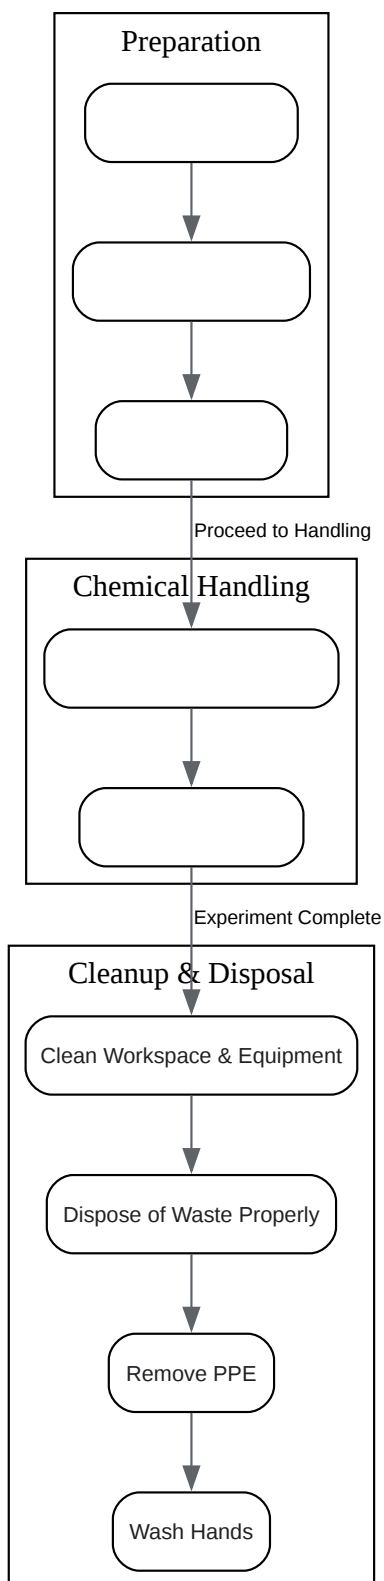 Preparation
Proceed to Handling
Chemical Handling
Experiment Complete
Cleanup & Disposal
Clean Workspace & Equipment
Dispose of Waste Properly
Remove PPE
Wash Hands